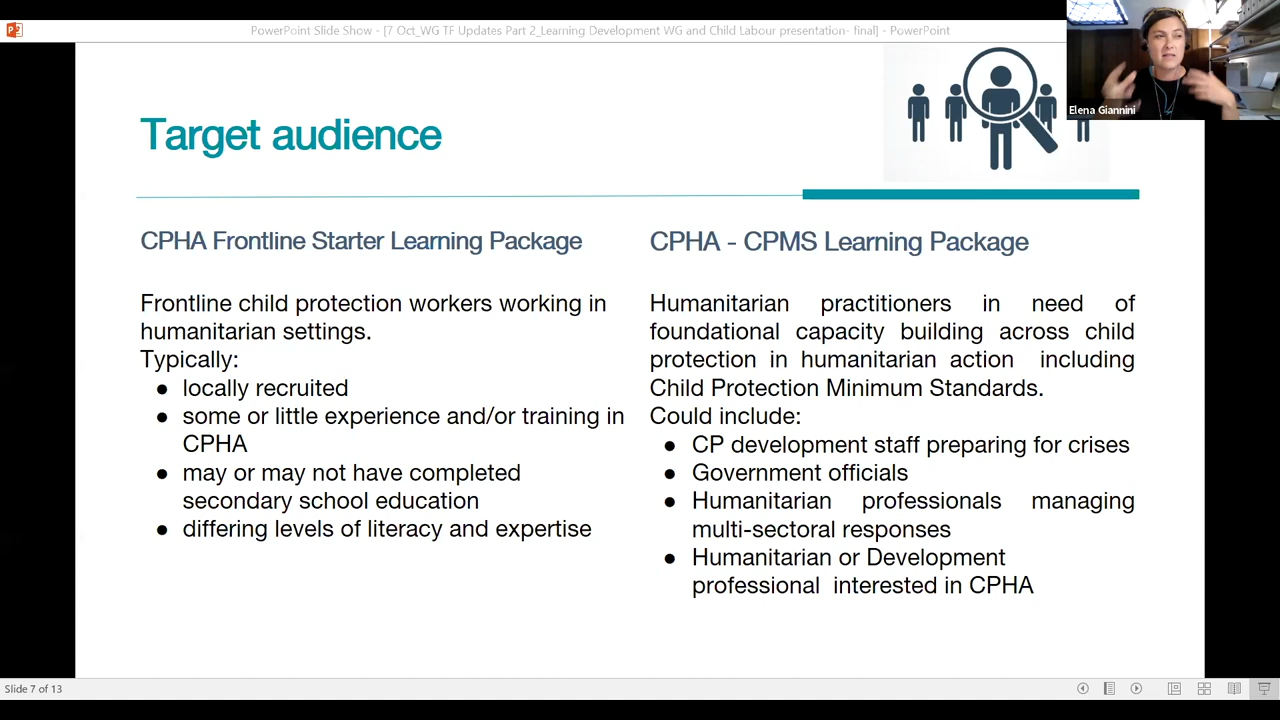 PowerPoint Slide Show - [7 Oct_WG TF Updates Part 2_Learning Development WG and Child Labour presentation- final] - PowerPoint
Elena Giannini
Target audience
CPHA Frontline Starter Learning Package
Frontline child protection workers working in
humanitarian settings.
Typically:
● locally recruited
● some or little experience and/or training in
CPHA
● may or may not have completed
secondary school education
● differing levels of literacy and expertise
CPHA - CPMS Learning Package
Humanitarian practitioners in need of
foundational capacity building across child
protection in humanitarian action including
Child Protection Minimum Standards.
Could include:
● CP development staff preparing for crises
● Government officials
● Humanitarian professionals managing
multi-sectoral responses
● Humanitarian or Development
professional interested in CPHA
Slide 7 of 13